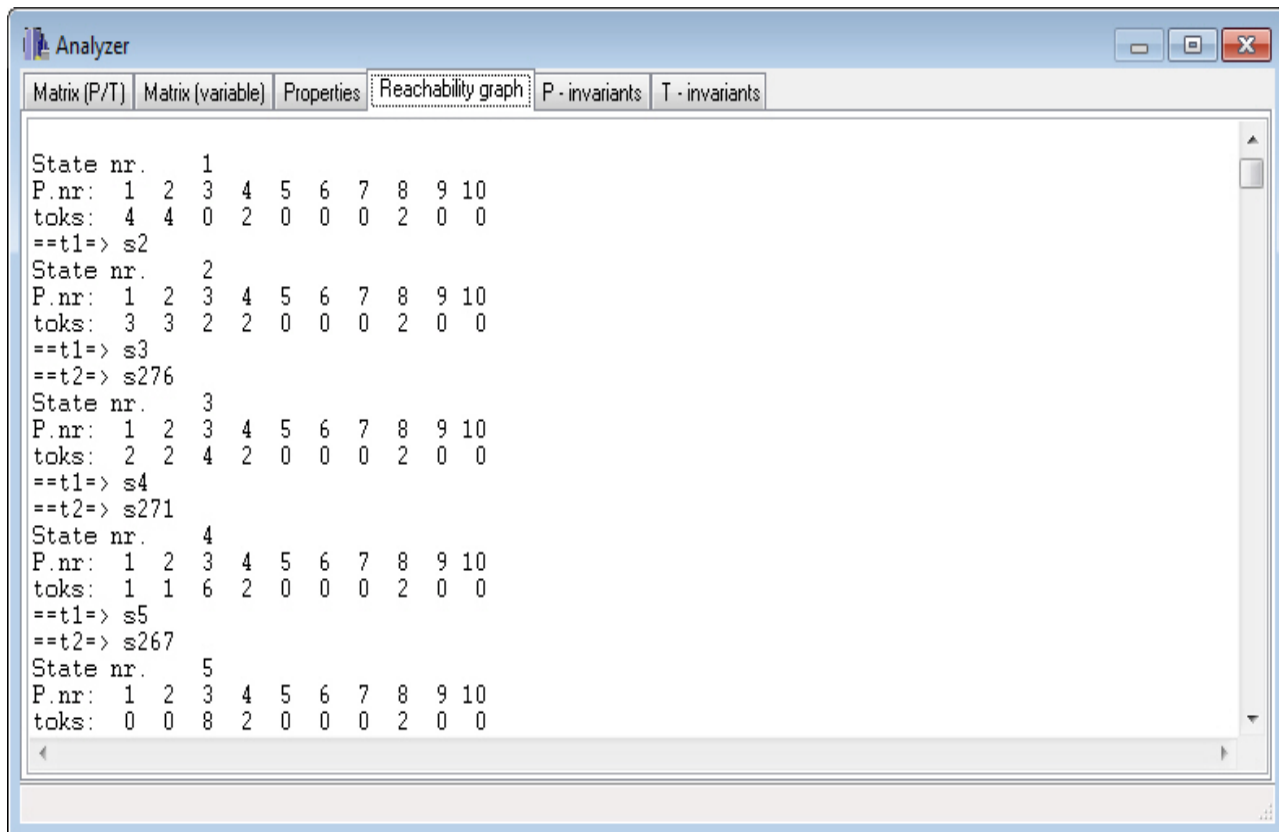 Analyzer
Matrix (P/T) Matrix (variable) Properties Reachability graph P - invariants T - invariants
State nr. 1
P.nr: 1 2 3 4 5 6 7 8 9 10
toks: 4 4 0 2 0 0 0 2 0 0
==t1=> s2
State nr. 2
P.nr: 1 2 3 4 5 6 7 8 9 10
toks: 3 3 2 2 0 0 0 2 0 0
==t1=> s3
==t2=> s276
State nr. 3
P.nr: 1 2 3 4 5 6 7 8 9 10
toks: 2 2 4 2 0 0 0 2 0 0
==t1=> s4
==t2=> s271
State nr. 4
P.nr: 1 2 3 4 5 6 7 8 9 10
toks: 1 1 6 2 0 0 0 2 0 0
==t1=> s5
==t2=> s267
State nr. 5
P.nr: 1 2 3 4 5 6 7 8 9 10
toks: 0 0 8 2 0 0 0 2 0 0